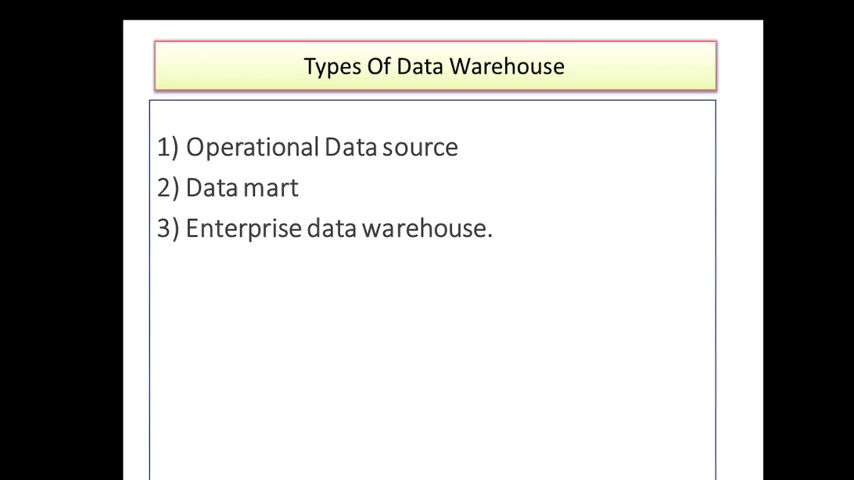 Types Of Data Warehouse
1) Operational Data source
2) Data mart
3) Enterprise data warehouse.